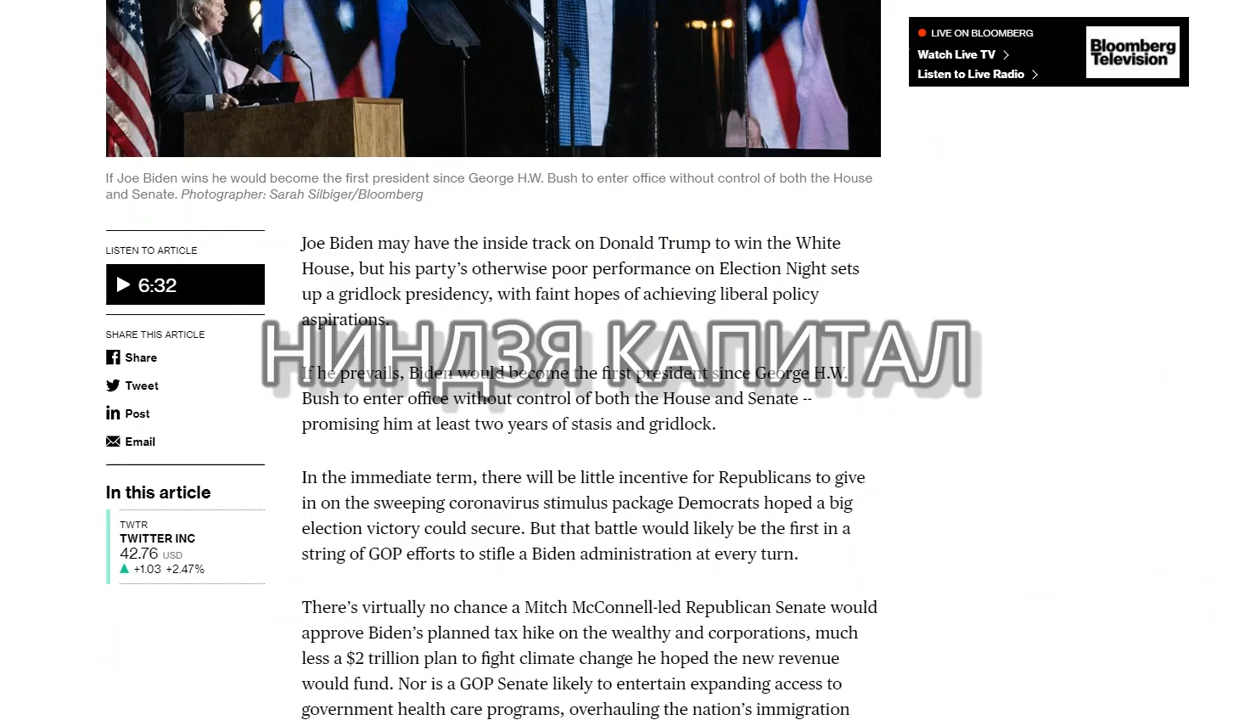 LIVE ON BLOOMBERG
Watch Live TV
Listen to Live Radio
Bloomberg
Television
If Joe Biden wins he would become the first president since George H.W. Bush to enter office without control of both the House
and Senate. Photographer: Sarah Silbiger/Bloomberg
LISTEN TO ARTICLE
6:32
SHARE THIS ARTICLE
Share
Tweet
Post
Email
In this article
TWTR
TWITTER INC
42.76 USD
+1.03 +2.47%
Joe Biden may have the inside track on Donald Trump to win the White
House, but his party’s otherwise poor performance on Election Night sets
up a gridlock presidency, with faint hopes of achieving liberal policy
aspirations.
НИНДЗЯ КАПИТАЛ
If he prevails, Biden would become the first president since George H.W.
Bush to enter office without control of both the House and Senate --
promising him at least two years of stasis and gridlock.
In the immediate term, there will be little incentive for Republicans to give
in on the sweeping coronavirus stimulus package Democrats hoped a big
election victory could secure. But that battle would likely be the first in a
string of GOP efforts to stifle a Biden administration at every turn.
There’s virtually no chance a Mitch McConnell-led Republican Senate would
approve Biden’s planned tax hike on the wealthy and corporations, much
less a $2 trillion plan to fight climate change he hoped the new revenue
would fund. Nor is a GOP Senate likely to entertain expanding access to
government health care programs, overhauling the nation’s immigration